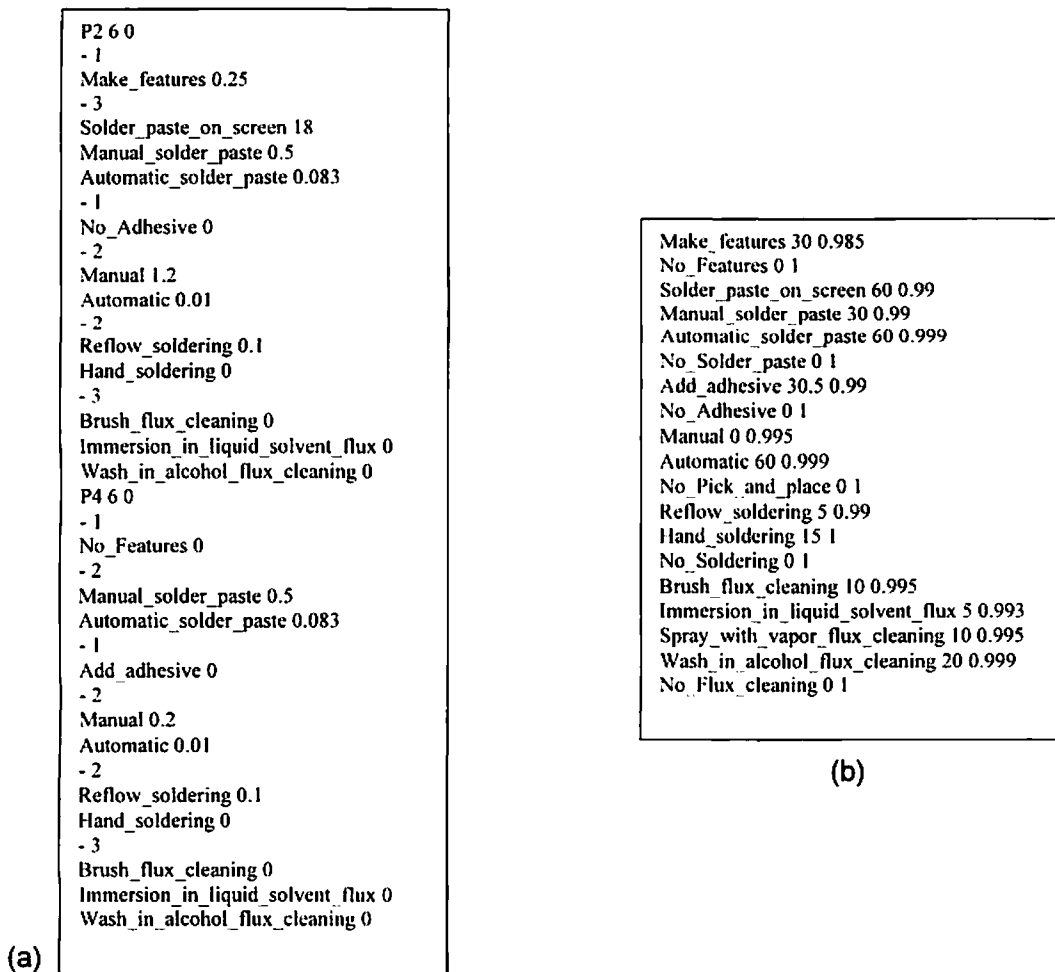 P2 6 0
- 1
Make_features 0.25
- 3
Solder_paste_on_screen 18
Manual_solder_paste 0.5
Automatic_solder_paste 0.083
- 1
No_Adhesive 0
- 2
Manual 1.2
Automatic 0.01
- 2
Reflow_soldering 0.1
Hand_soldering 0
- 3
Brush_flux_cleaning 0
Immersion_in_liquid_solvent_flux 0
Wash_in_alcohol_flux_cleaning 0
P4 6 0
- 1
No_Features 0
- 2
Manual_solder_paste 0.5
Automatic_solder_paste 0.083
- 1
Add_adhesive 0
- 2
Manual 0.2
Automatic 0.01
- 2
Reflow_soldering 0.1
Hand_soldering 0
- 3
Brush_flux_cleaning 0
Immersion_in_liquid_solvent_flux 0
Wash_in_alcohol_flux_cleaning 0
(a)
Make_features 30 0.985
No_Features 0 1
Solder_paste_on_screen 60 0.99
Manual_solder_paste 30 0.99
Automatic_solder_paste 60 0.999
No_Solder_paste 0 1
Add_adhesive 30.5 0.99
No_Adhesive 0 1
Manual 0 0.995
Automatic 60 0.999
No_Pick_and_place 0 1
Reflow_soldering 5 0.99
Hand_soldering 15 1
No_Soldering 0 1
Brush_flux_cleaning 10 0.995
Immersion_in_liquid_solvent_flux 5 0.993
Spray_with_vapor_flux_cleaning 10 0.995
Wash_in_alcohol_flux_cleaning 20 0.999
No_Flux_cleaning 0 1
(b)